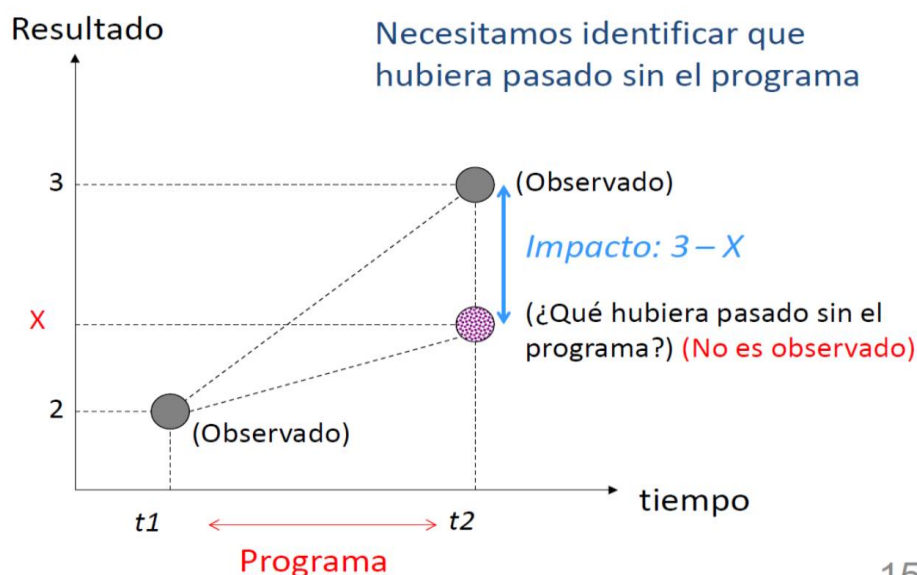 Resultado
Necesitamos identificar que
hubiera pasado sin el programa
3
(Observado)
Impacto: 3 – X
X
(¿Qué hubiera pasado sin el
programa?) (No es observado)
2
(Observado)
tiempo
t1
t2
Programa
15